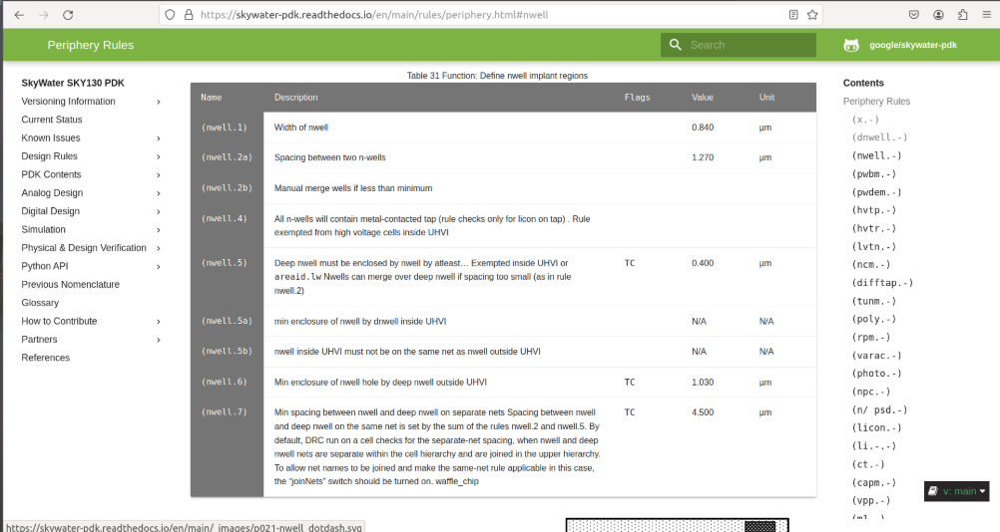 https://skywater-pdk.readthedocs.io/en/main/rules/periphery.html#nwell
Periphery Rules
Search
google/skywater-pdk
SkyWater SKY130 PDK
Versioning Information
Current Status
Known Issues
Design Rules
PDK Contents
Analog Design
Digital Design
Simulation
Physical & Design Verification
Python API
Previous Nomenclature
Glossary
How to Contribute
Partners
References
Table 31 Function: Define nwell implant regions
Name Description Flags Value Unit
(nwell.1) Width of nwell 0.840 µm
(nwell.2a) Spacing between two n-wells 1.270 µm
(nwell.2b) Manual merge wells if less than minimum
(nwell.4) All n-wells will contain metal-contacted tap (rule checks only for licon on tap) . Rule
exempted from high voltage cells inside UHVI
(nwell.5) Deep nwell must be enclosed by nwell by atleast… Exempted inside UHVI or TC 0.400 µm
areaid.lw Nwells can merge over deep nwell if spacing too small (as in rule
nwell.2)
(nwell.5a) min enclosure of nwell by dnwell inside UHVI N/A N/A
(nwell.5b) nwell inside UHVI must not be on the same net as nwell outside UHVI N/A N/A
(nwell.6) Min enclosure of nwell hole by deep nwell outside UHVI TC 1.030 µm
(nwell.7) Min spacing between nwell and deep nwell on separate nets Spacing between nwell TC 4.500 µm
and deep nwell on the same net is set by the sum of the rules nwell.2 and nwell.5. By
default, DRC run on a cell checks for the separate-net spacing, when nwell and deep
nwell nets are separate within the cell hierarchy and are joined in the upper hierarchy.
To allow net names to be joined and make the same-net rule applicable in this case,
the “joinNets” switch should be turned on. waffle_chip
Contents
Periphery Rules
(x.-)
(dnwell.-)
(nwell.-)
(pwbm.-)
(pwdem.-)
(hvtp.-)
(hvtr.-)
(lvtn.-)
(ncm.-)
(difftap.-)
(tunm.-)
(poly.-)
(rpm.-)
(varac.-)
(photo.-)
(npc.-)
(n/ psd.-)
(licon.-)
(li.-.-)
(ct.-)
(capm.-)
(vpp.-)
(m1.-)
v: main
https://skywater-pdk.readthedocs.io/en/main/_images/p021-nwell_dotdash.svg